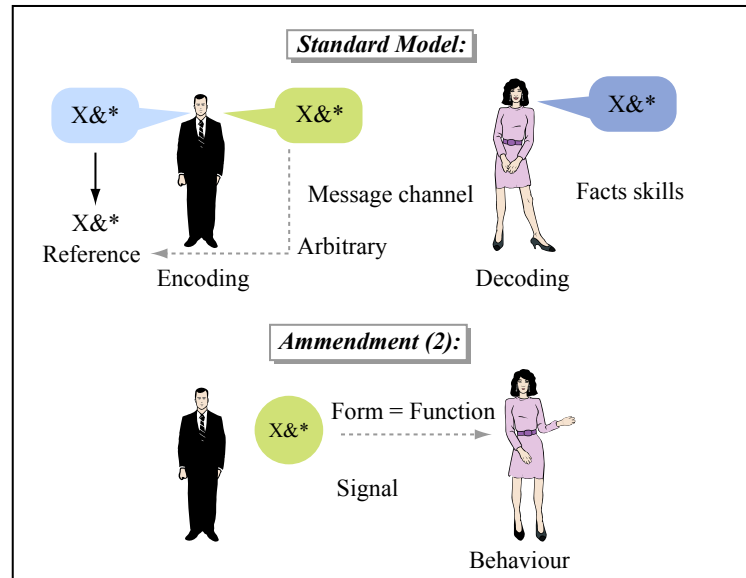 Standard Model:
X&*
X&*
X&*
Message channel
Facts skills
X&*
Reference
Arbitrary
Encoding
Decoding
Ammendment (2):
X&*
Form = Function
Signal
Behaviour